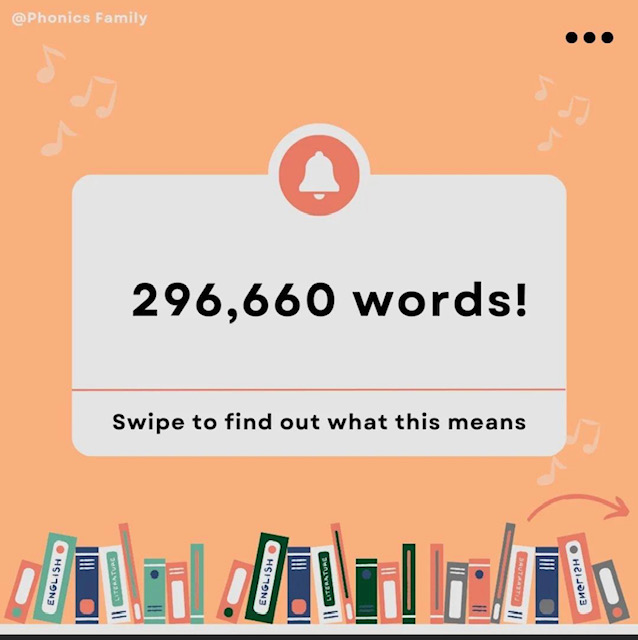 @Phonics Family
296,660 words!
Swipe to find out what this means
ENGLISH
LITERATURE
ENGLISH
LITERATURE
LITERATURE
ENGLISH